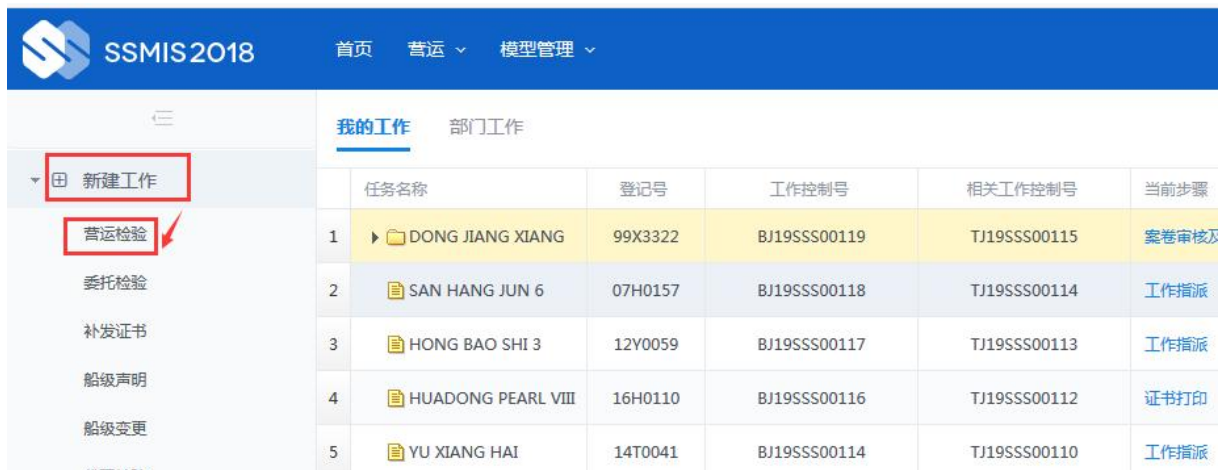 SSMIS2018 首页 营运 模型管理
我的工作 部门工作
新建工作
营运检验
委托检验
补发证书
船级声明
船级变更
任务名称 登记号 工作控制号 相关工作控制号 当前步骤
1 DONG JIANG XIANG 99X3322 BJ19SSS00119 TJ19SSS00115 案卷审核及
2 SAN HANG JUN 6 07H0157 BJ19SSS00118 TJ19SSS00114 工作指派
3 HONG BAO SHI 3 12Y0059 BJ19SSS00117 TJ19SSS00113 工作指派
4 HUADONG PEARL VIII 16H0110 BJ19SSS00116 TJ19SSS00112 证书打印
5 YU XIANG HAI 14T0041 BJ19SSS00114 TJ19SSS00110 工作指派